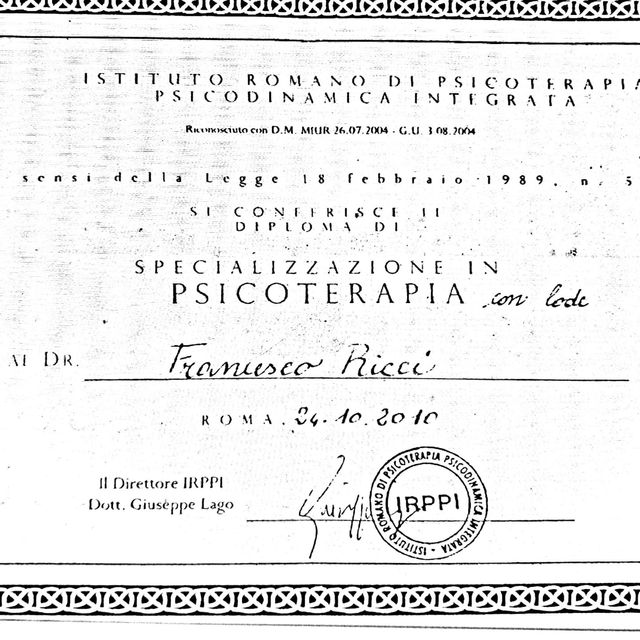 ISTITUTO ROMANO DI PSICOTERAPIA
PSICODINAMICA INTEGRATA
Riconosciuto con D.M. MIUR 26.07.2004 - G.U. 3.08.2004
sensi della Legge 18 febbraio 1989, n. 5
SI CONFERISCE IL
DIPLOMA DI
SPECIALIZZAZIONE IN
PSICOTERAPIA con lode
AL DR. Francesco Ricci
ROMA, 24.10.2010
Il Direttore IRPPI
Dott. Giuseppe Lago
ISTITUTO ROMANO DI PSICOTERAPIA PSICODINAMICA INTEGRATA -
IRPPI